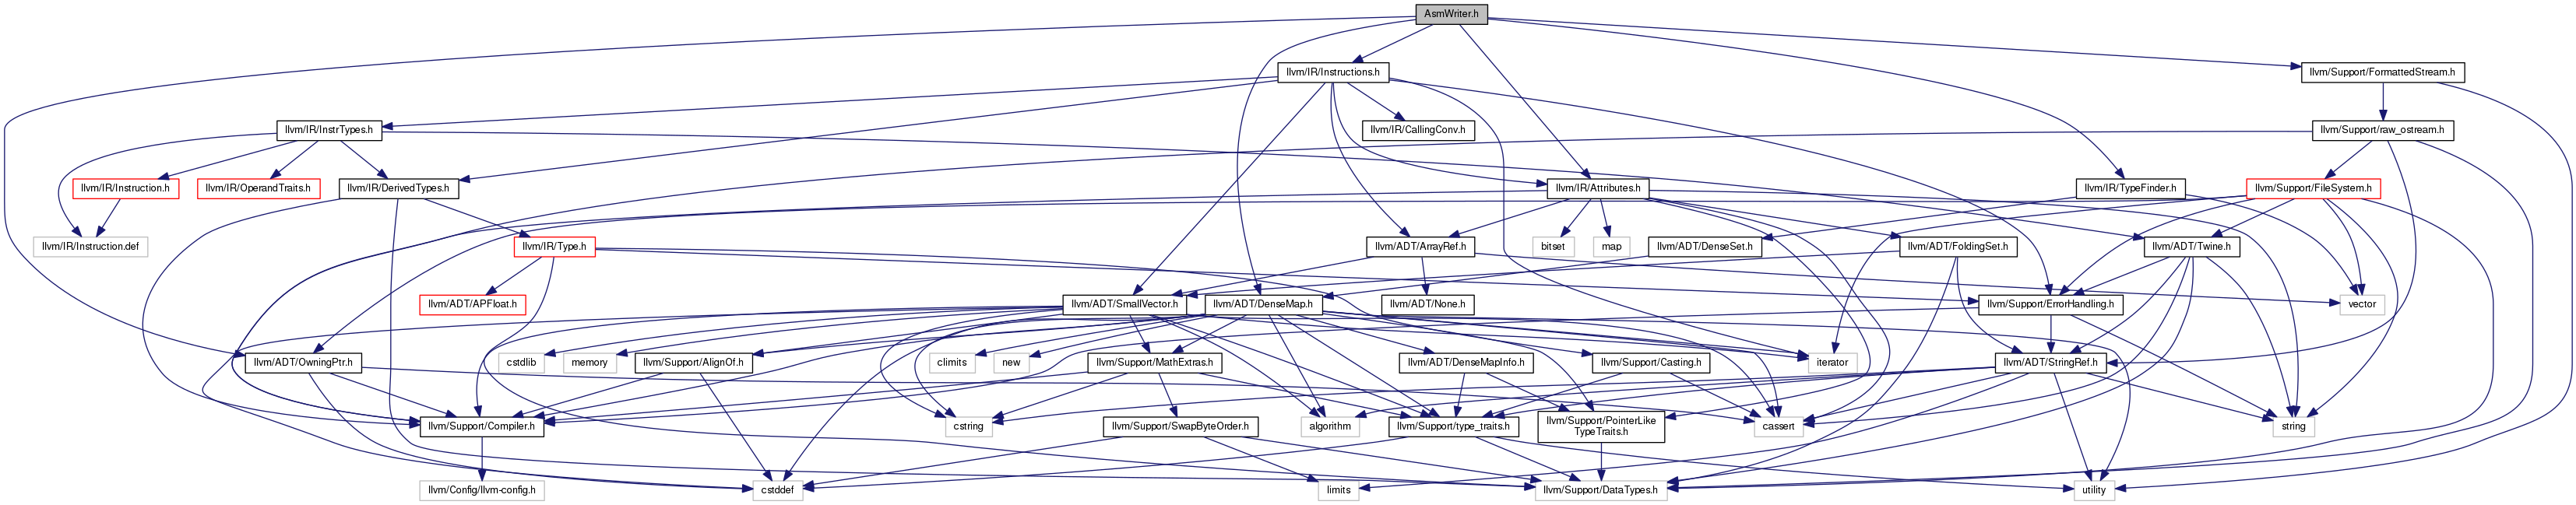 AsmWriter.h
llvm/IR/Instructions.h
llvm/Support/FormattedStream.h
llvm/IR/InstrTypes.h
llvm/IR/CallingConv.h
llvm/Support/raw_ostream.h
llvm/IR/Instruction.h
llvm/IR/OperandTraits.h
llvm/IR/DerivedTypes.h
llvm/IR/Attributes.h
llvm/IR/TypeFinder.h
llvm/Support/FileSystem.h
llvm/IR/Instruction.def
llvm/IR/Type.h
llvm/ADT/ArrayRef.h
bitset
map
llvm/ADT/DenseSet.h
llvm/ADT/FoldingSet.h
llvm/ADT/Twine.h
llvm/ADT/APFloat.h
llvm/ADT/SmallVector.h
llvm/ADT/DenseMap.h
llvm/ADT/None.h
llvm/Support/ErrorHandling.h
vector
llvm/ADT/OwningPtr.h
cstdlib
memory
llvm/Support/AlignOf.h
climits
new
llvm/Support/MathExtras.h
llvm/ADT/DenseMapInfo.h
llvm/Support/Casting.h
iterator
llvm/ADT/StringRef.h
llvm/Support/Compiler.h
cstring
llvm/Support/SwapByteOrder.h
algorithm
llvm/Support/type_traits.h
llvm/Support/PointerLike
TypeTraits.h
cassert
string
llvm/Config/llvm-config.h
cstddef
limits
llvm/Support/DataTypes.h
utility